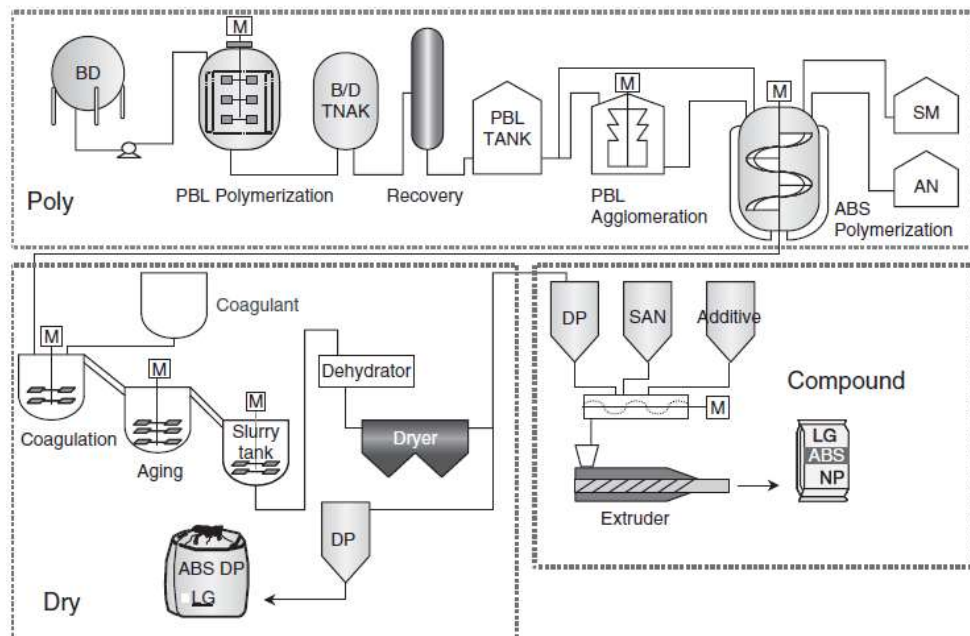 M
BD
B/D
TNAK
PBL
TANK
M
M
SM
AN
Poly
PBL Polymerization
Recovery
PBL
Agglomeration
ABS
Polymerization
Coagulant
M
M
M
Coagulation
Aging
Slurry
tank
Dehydrator
Dryer
DP
ABS DP
LG
Dry
DP
SAN
Additive
M
Compound
Extruder
LG
ABS
NP